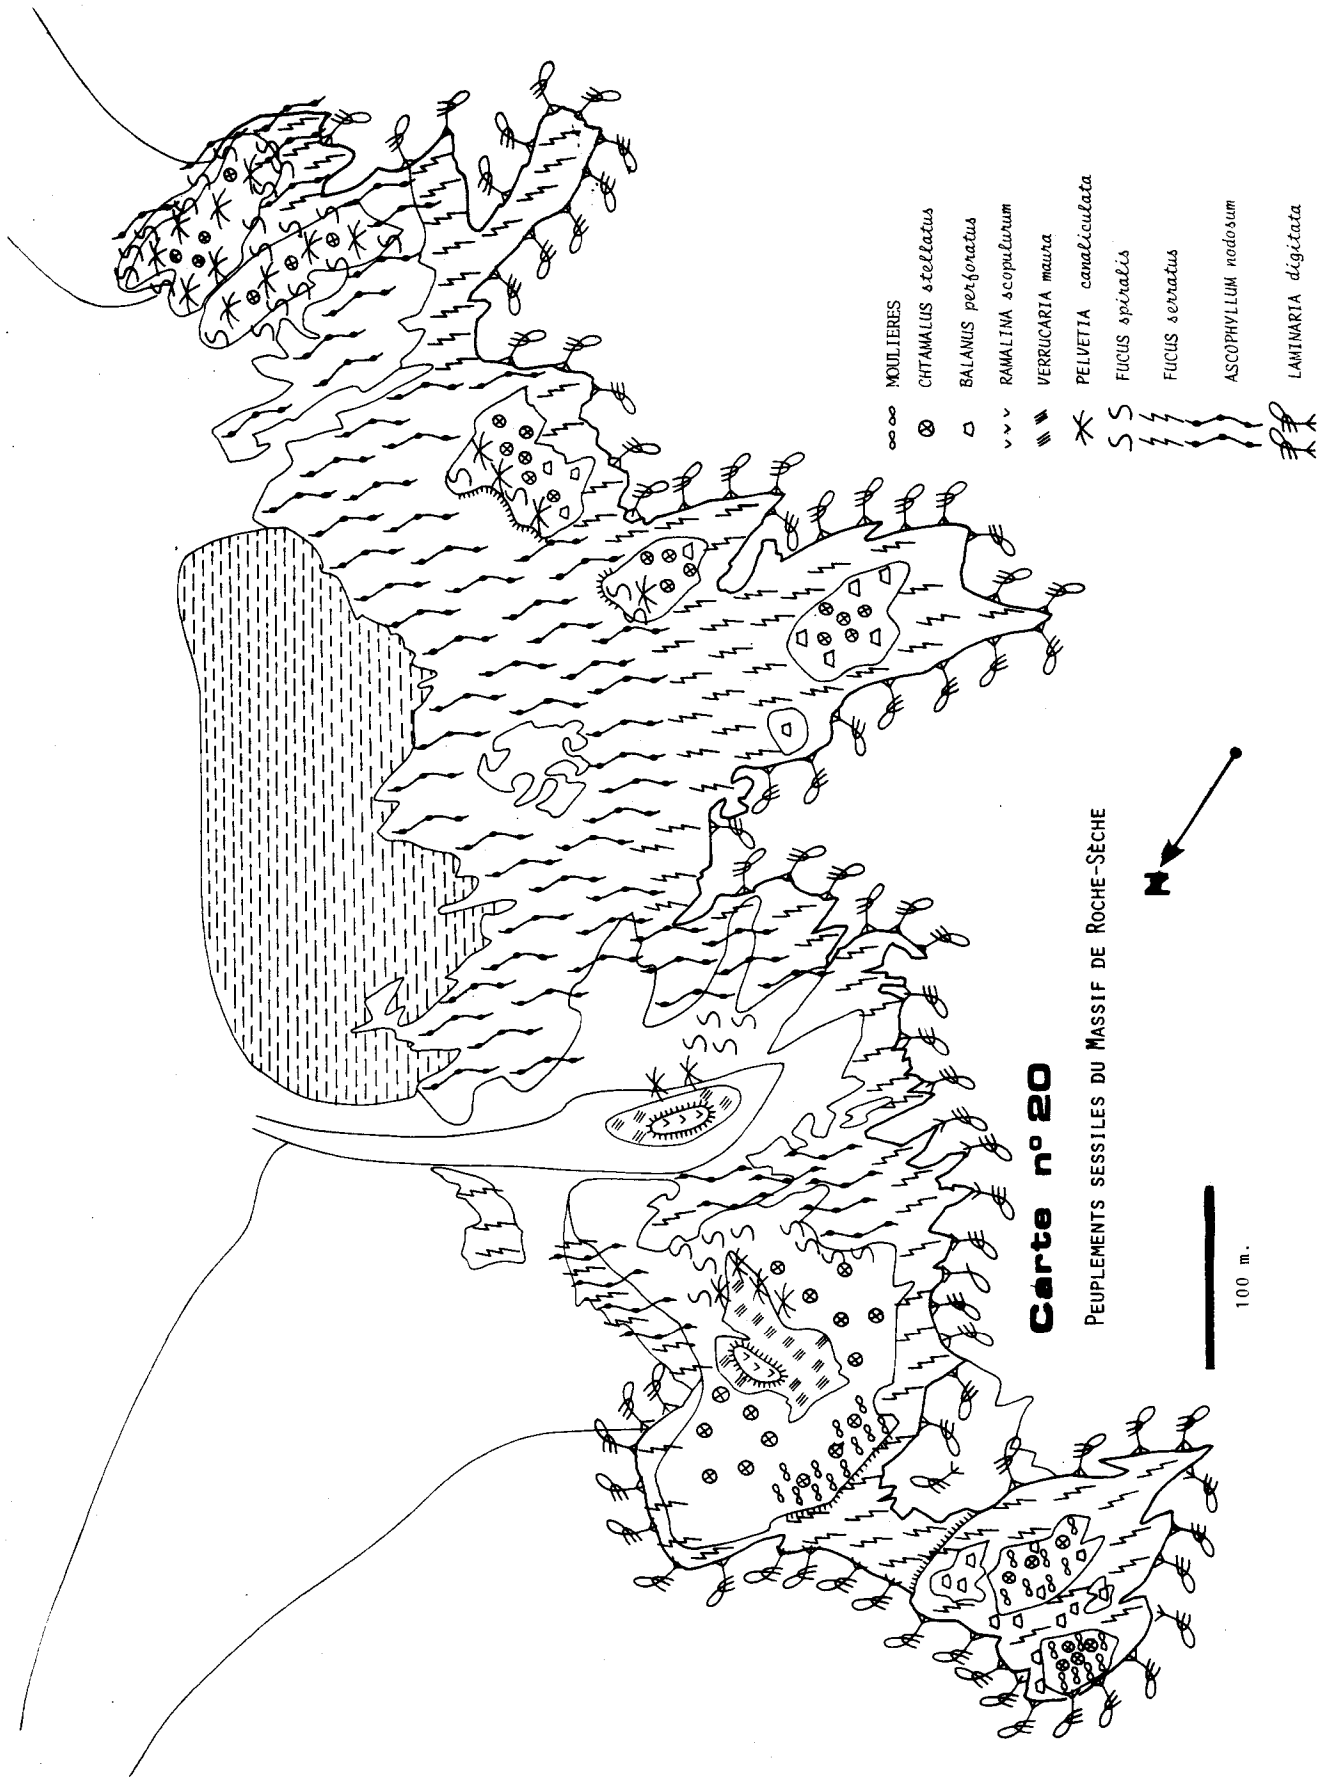 MOULIERES
CHTAMALUS stellatus
BALANUS perforatus
RAMALINA scopulurum
VERRUCARIA maura
PELVETIA canaliculata
FUCUS spiralis
FUCUS serratus
ASCOPHYLLUM nodosum
LAMINARIA digitata
N
Carte n° 20
PEUPLEMENTS SESSILES DU MASSIF DE ROCHE-SÈCHE
100 m.